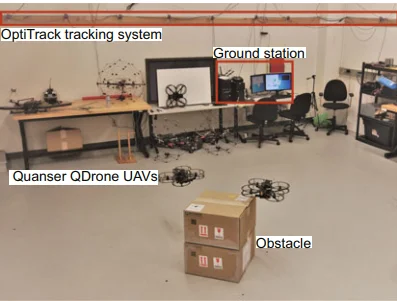 OptiTrack tracking system
Ground station
Quanser QDrone UAVs
Obstacle